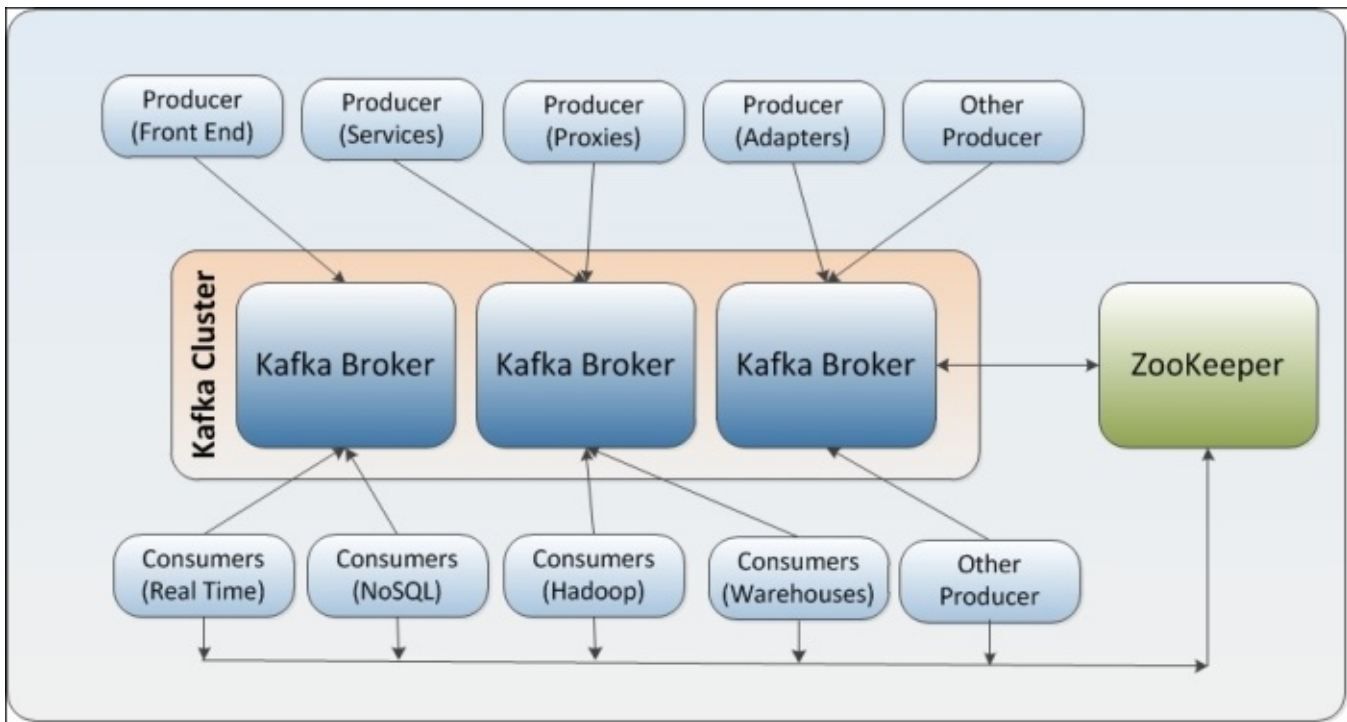 Producer
(Front End)
Producer
(Services)
Producer
(Proxies)
Producer
(Adapters)
Other
Producer
Kafka Cluster
Kafka Broker
Kafka Broker
Kafka Broker
ZooKeeper
Consumers
(Real Time)
Consumers
(NoSQL)
Consumers
(Hadoop)
Consumers
(Warehouses)
Other
Producer